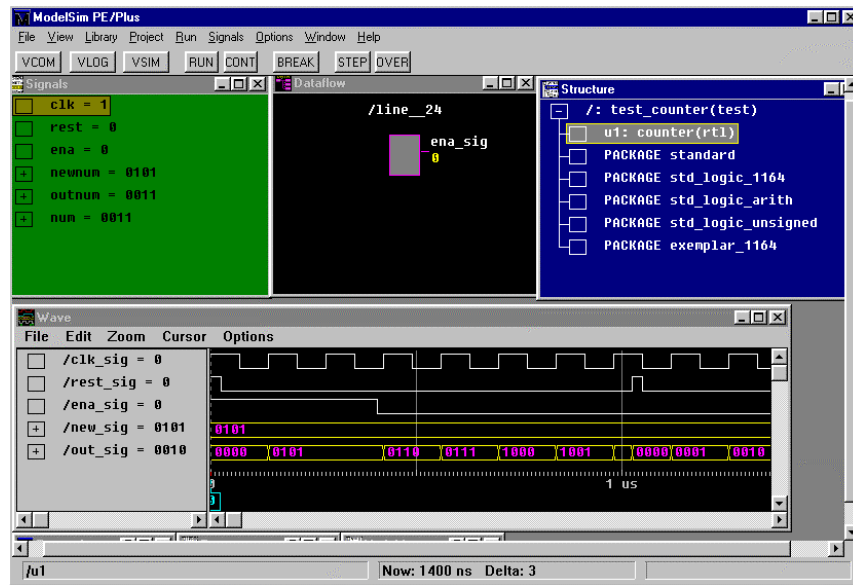 ModelSim PE/Plus
File View Library Project Run Signals Options Window Help
VCOM VLOG VSIM RUN CONT BREAK STEP OVER
Signals
clk = 1
rest = 0
ena = 0
newnum = 0101
outnum = 0011
num = 0011
Dataflow
/line__24
ena_sig
0
Structure
/: test_counter(test)
u1: counter(rtl)
PACKAGE standard
PACKAGE std_logic_1164
PACKAGE std_logic_arith
PACKAGE std_logic_unsigned
PACKAGE exemplar_1164
Wave
File Edit Zoom Cursor Options
/clk_sig = 0
/rest_sig = 0
/ena_sig = 0
/new_sig = 0101 0101
/out_sig = 0010 0000 0101 0110 0111 1000 1001 0000 0001 0010
1 us
/u1 Now: 1400 ns Delta: 3